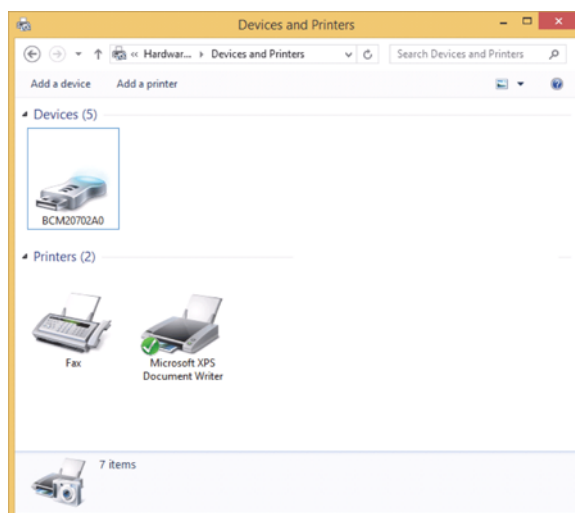 Devices and Printers
« Hardwar... › Devices and Printers
Search Devices and Printers
Add a device Add a printer
Devices (5)
BCM20702A0
Printers (2)
Fax
Microsoft XPS
Document Writer
7 items